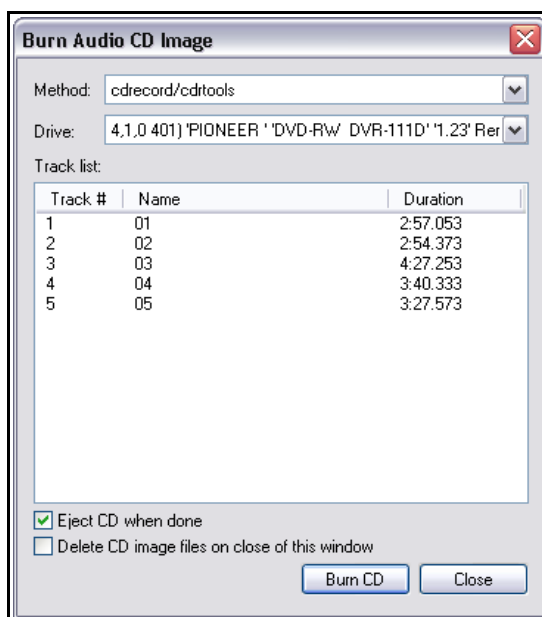 Burn Audio CD Image
Method: cdrecord/cdrtools
Drive: 4,1,0 401) 'PIONEER ' 'DVD-RW DVR-111D' '1.23' Rer
Track list:
Track # Name Duration
1 01 2:57.053
2 02 2:54.373
3 03 4:27.253
4 04 3:40.333
5 05 3:27.573
Eject CD when done
Delete CD image files on close of this window
Burn CD Close